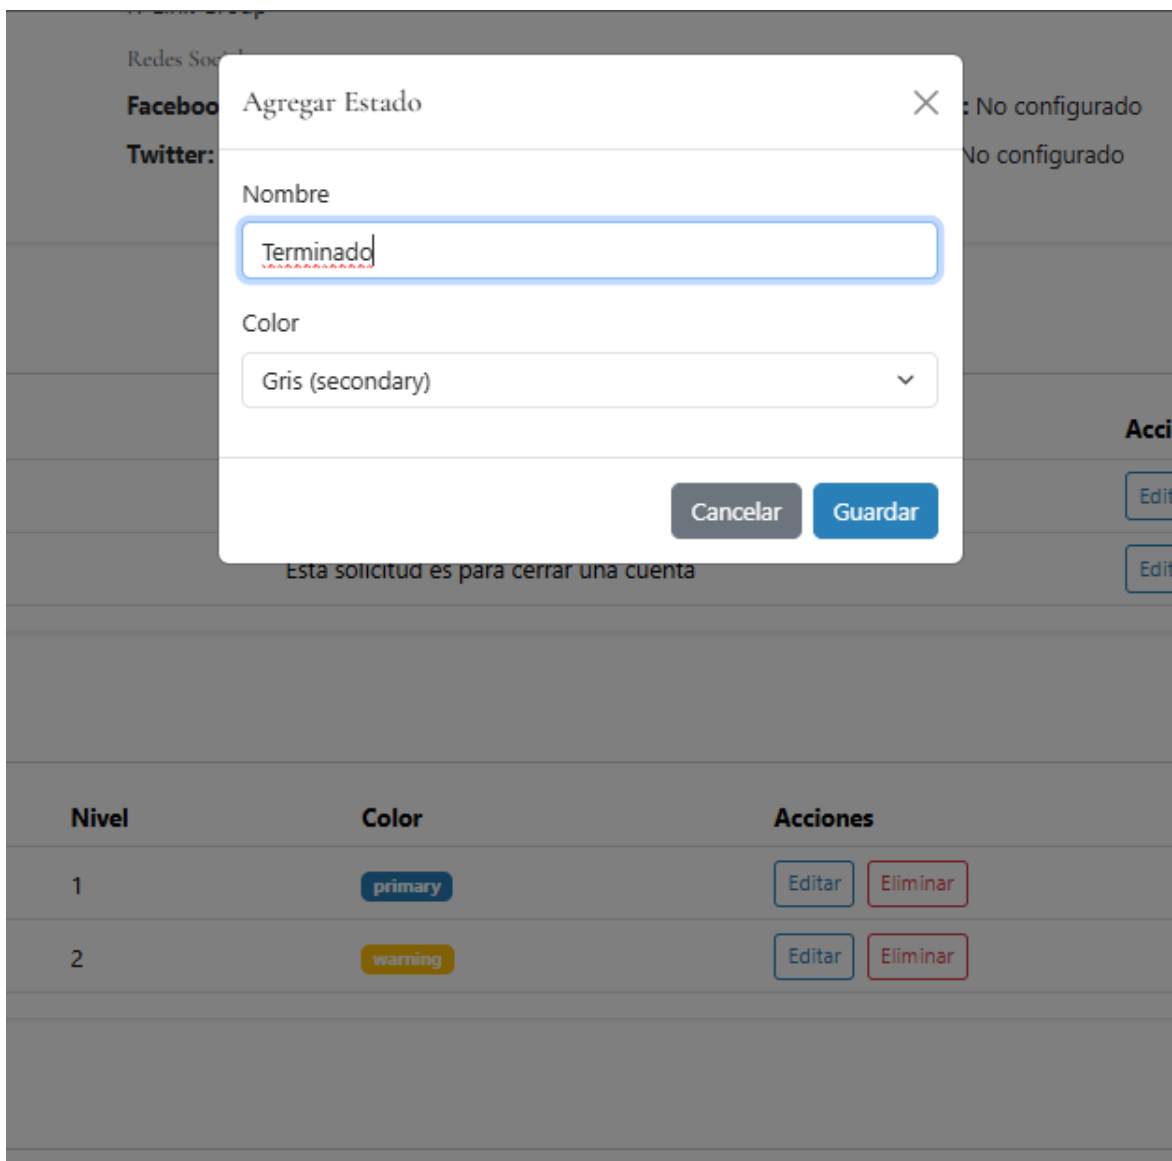 Redes Soc
Agregar Estado
Faceboo : No configurado
Twitter: No configurado
Nombre
Terminado
Color
Gris (secondary)
Acci
Cancelar Guardar
Edit
Esta solicitud es para cerrar una cuenta Edit
Nivel Color Acciones
1 primary Editar Eliminar
2 warning Editar Eliminar